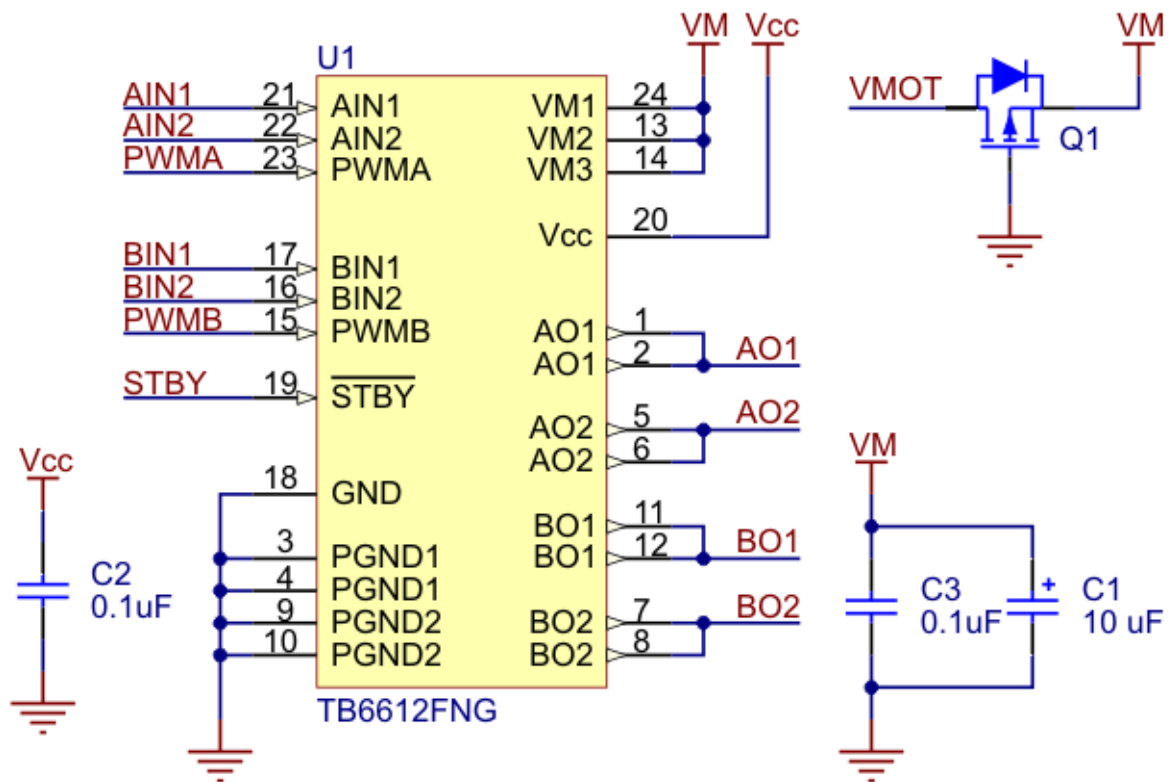 VM Vcc VM
U1
VMOT
Q1
AIN1 21 AIN1 VM1 24
AIN2 22 AIN2 VM2 13
PWMA 23 PWMA VM3 14
Vcc 20
BIN1 17 BIN1
BIN2 16 BIN2
PWMB 15 PWMB
AO1 1
AO1 2 AO1
STBY 19 STBY
AO2 5 AO2
AO2 6
Vcc
VM
18 GND
BO1 11
BO1 12 BO1
3 PGND1
4 PGND1
9 PGND2
10 PGND2
BO2 7 BO2
BO2 8
C2
0.1uF
C3
0.1uF
+
C1
10 uF
TB6612FNG